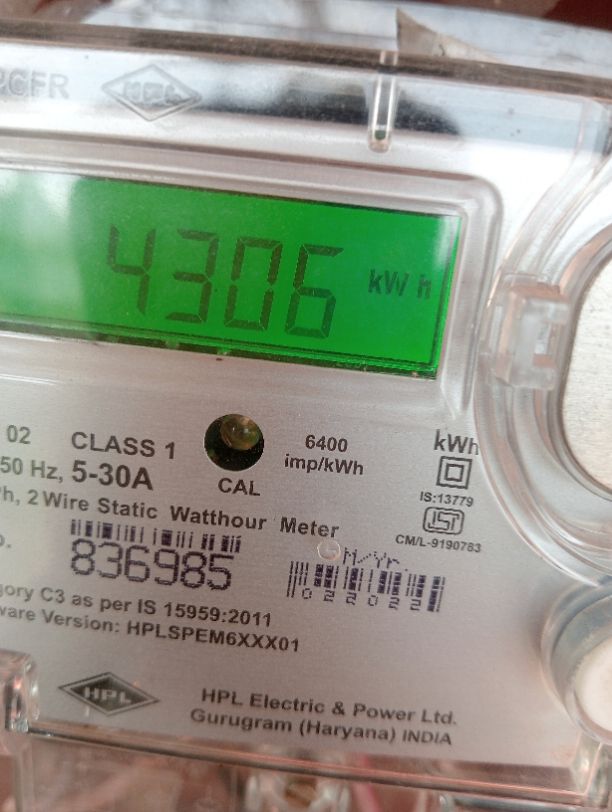 HPL
4306 kWh
02 CLASS 1
50 Hz, 5-30A
CAL
6400
imp/kWh
kWh
IS:13779
CM/L-9190783
2 Wire Static Watthour Meter
836985
M/Yr.
022022
gory C3 as per IS 15959:2011
ware Version: HPLSPEM6XXX01
HPL
HPL Electric & Power Ltd.
Gurugram (Haryana) INDIA